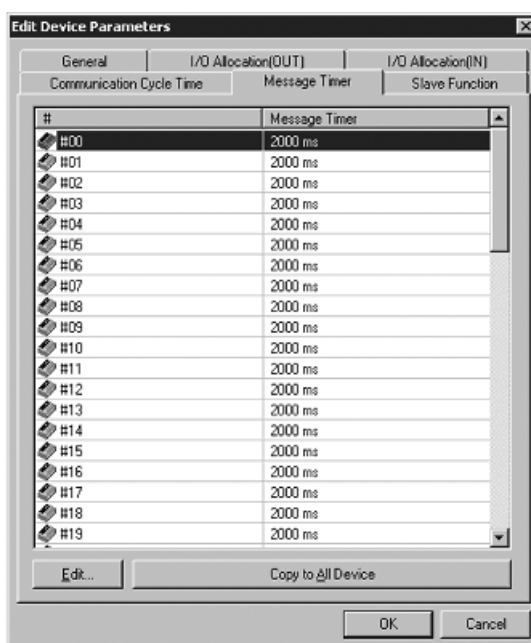 Edit Device Parameters
General I/O Allocation(OUT) I/O Allocation(IN)
Communication Cycle Time Message Timer Slave Function
# Message Timer
#00 2000 ms
#01 2000 ms
#02 2000 ms
#03 2000 ms
#04 2000 ms
#05 2000 ms
#06 2000 ms
#07 2000 ms
#08 2000 ms
#09 2000 ms
#10 2000 ms
#11 2000 ms
#12 2000 ms
#13 2000 ms
#14 2000 ms
#15 2000 ms
#16 2000 ms
#17 2000 ms
#18 2000 ms
#19 2000 ms
Edit... Copy to All Device
OK Cancel